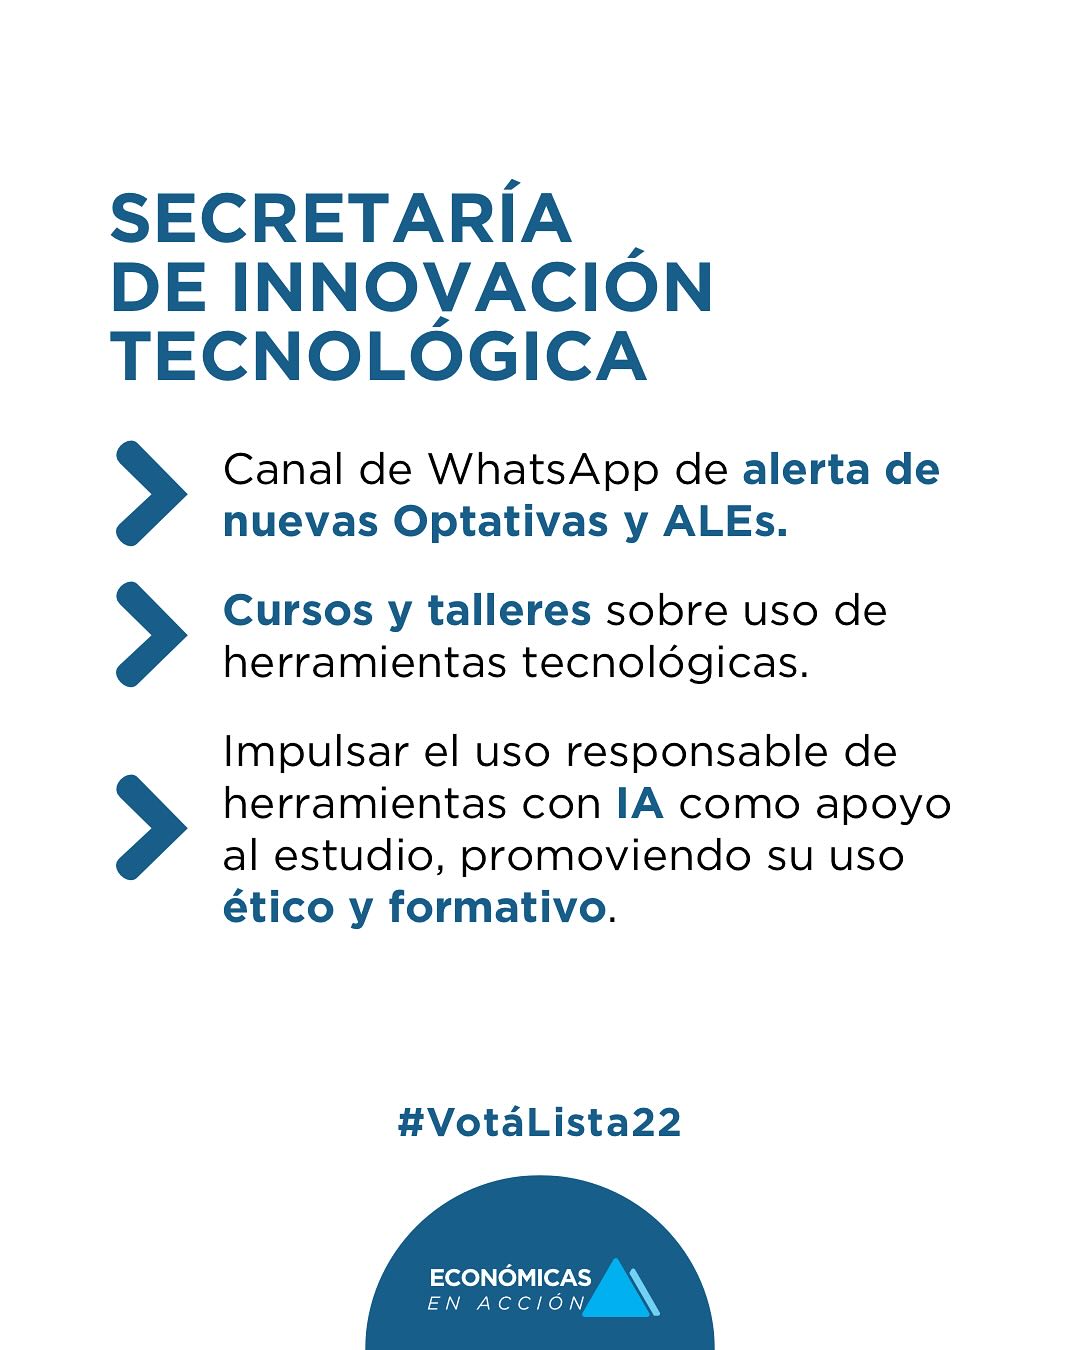 SECRETARÍA
DE INNOVACIÓN
TECNOLÓGICA
Canal de WhatsApp de alerta de
nuevas Optativas y ALEs.
Cursos y talleres sobre uso de
herramientas tecnológicas.
Impulsar el uso responsable de
herramientas con IA como apoyo
al estudio, promoviendo su uso
ético y formativo.
#VotáLista22
ECONÓMICAS
EN ACCIÓN